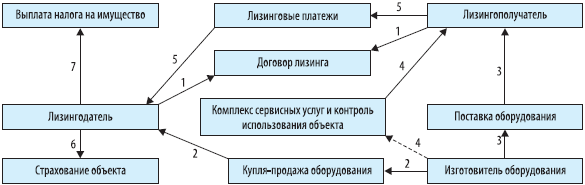 Выплата налога на имущество
Лизинговые платежи
5
Лизингополучатель
1
5
Договор лизинга
7
1
4
3
Лизингодатель
Комплекс сервисных услуг и контроль
использования объекта
Поставка оборудования
6
2
4
3
Страхование объекта
Купля-продажа оборудования
2
Изготовитель оборудования